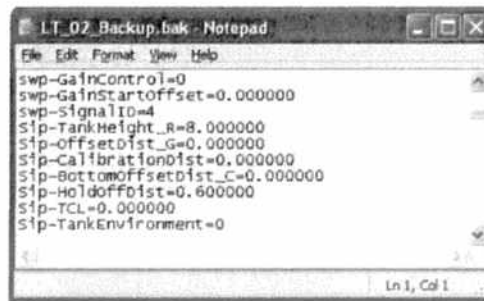 LT_02_Backup.bak - Notepad
File Edit Format View Help
swp-GainControl=0
swp-GainStartOffset=0.000000
swp-SignalID=4
Sip-TankHeight_R=8.000000
Sip-OffsetDist_G=0.000000
Sip-CalibrationDist=0.000000
Sip-BottomOffsetDist_C=0.000000
Sip-HoldOffDist=0.600000
Sip-TCL=0.000000
Sip-TankEnvironment=0
Ln 1, Col 1